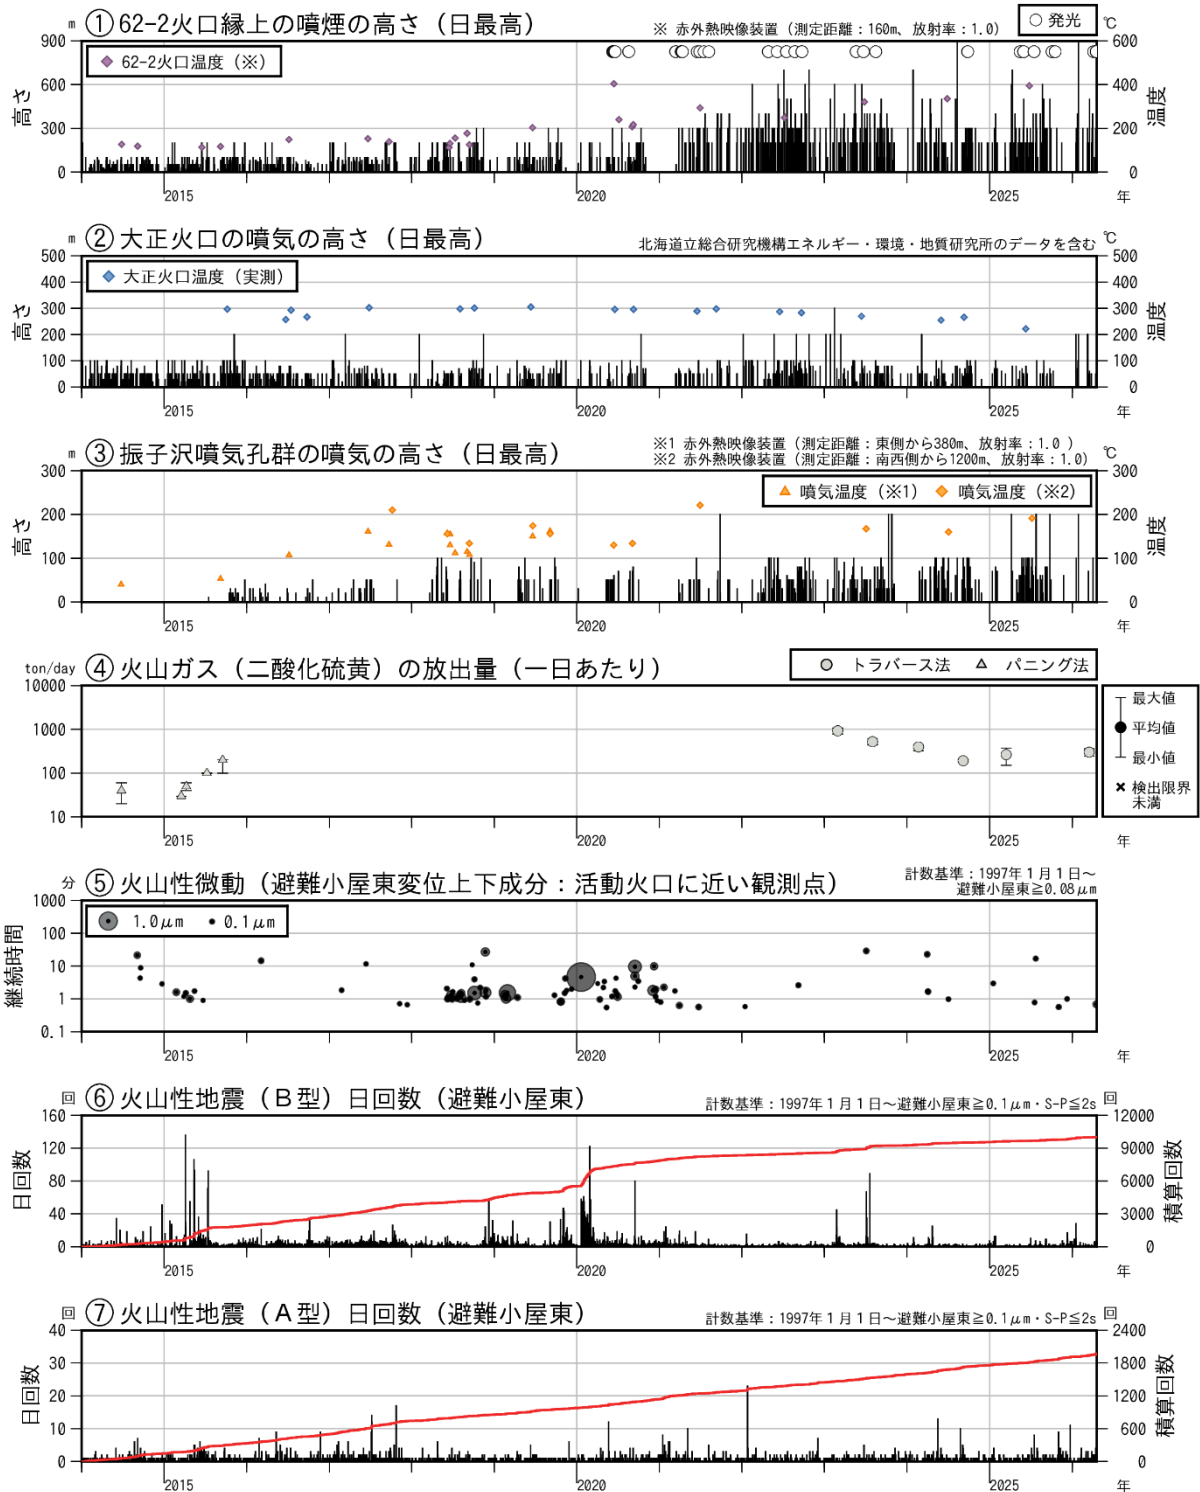 ① 62-2火口縁上の噴煙の高さ（日最高）
※ 赤外熱映像装置（測定距離：160m、放射率：1.0）
○ 発光
m
℃
◆ 62-2火口温度（※）
高さ
温度
900
600
300
0
600
400
200
0
2015
2020
2025
年
② 大正火口の噴気の高さ（日最高）
北海道立総合研究機構エネルギー・環境・地質研究所のデータを含む
m
℃
◆ 大正火口温度（実測）
高さ
温度
500
400
300
200
100
0
500
400
300
200
100
0
2015
2020
2025
年
③ 振子沢噴気孔群の噴気の高さ（日最高）
※1 赤外熱映像装置（測定距離：東側から380m、放射率：1.0 ）
※2 赤外熱映像装置（測定距離：南西側から1200m、放射率：1.0）
m
℃
▲ 噴気温度（※1） ◆ 噴気温度（※2）
高さ
温度
300
200
100
0
300
200
100
0
2015
2020
2025
年
④ 火山ガス（二酸化硫黄）の放出量（一日あたり）
ton/day
○ トラバース法 △ パニング法
10000
1000
100
10
最大値
平均値
最小値
× 検出限界
未満
2015
2020
2025
年
⑤ 火山性微動（避難小屋東変位上下成分：活動火口に近い観測点）
計数基準：1997年１月１日～
避難小屋東≧0.08μm
分
1.0μm 0.1μm
継続時間
1000
100
10
1
0.1
2015
2020
2025
年
⑥ 火山性地震（Ｂ型）日回数（避難小屋東）
計数基準：1997年１月１日～避難小屋東≧0.1μm・S-P≦2s
回
回
日回数
積算回数
160
120
80
40
0
12000
9000
6000
3000
0
2015
2020
2025
年
⑦ 火山性地震（Ａ型）日回数（避難小屋東）
計数基準：1997年１月１日～避難小屋東≧0.1μm・S-P≦2s
回
回
日回数
積算回数
40
30
20
10
0
2400
1800
1200
600
0
2015
2020
2025
年